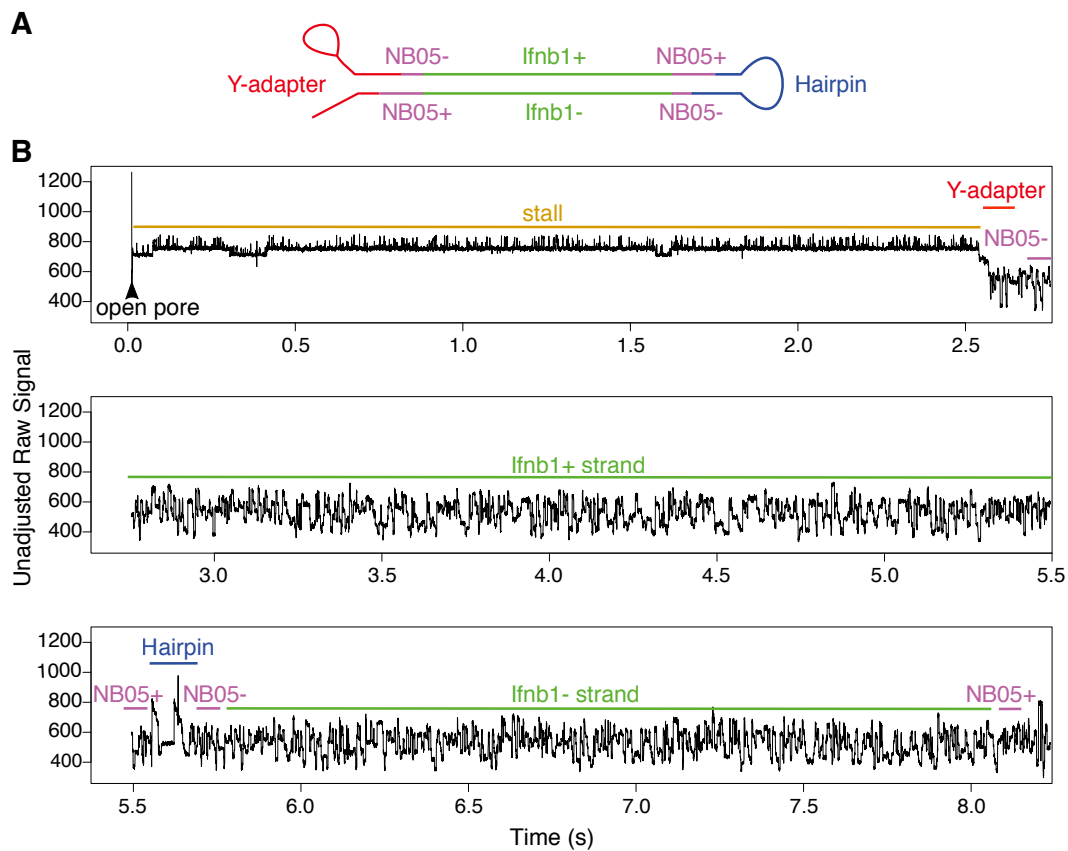 A
NB05- Ifnb1+ NB05+
Y-adapter Hairpin
NB05+ Ifnb1- NB05-
B
Unadjusted Raw Signal
1200
1000
800
600
400
Y-adapter
stall
NB05-
open pore
0.0 0.5 1.0 1.5 2.0 2.5
1200
1000
800
600
400
Ifnb1+ strand
3.0 3.5 4.0 4.5 5.0 5.5
1200
1000
800
600
400
Hairpin
NB05+ NB05- Ifnb1- strand NB05+
5.5 6.0 6.5 7.0 7.5 8.0
Time (s)